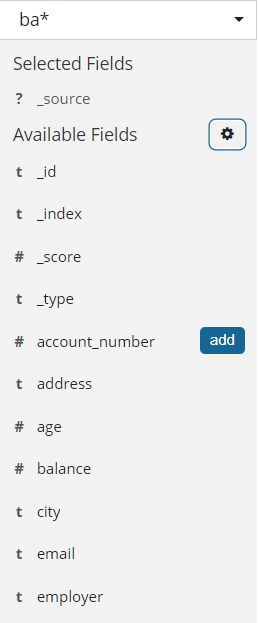 ba*
Selected Fields
? _source
Available Fields
t _id
t _index
# _score
t _type
# account_number add
t address
# age
# balance
t city
t email
t employer